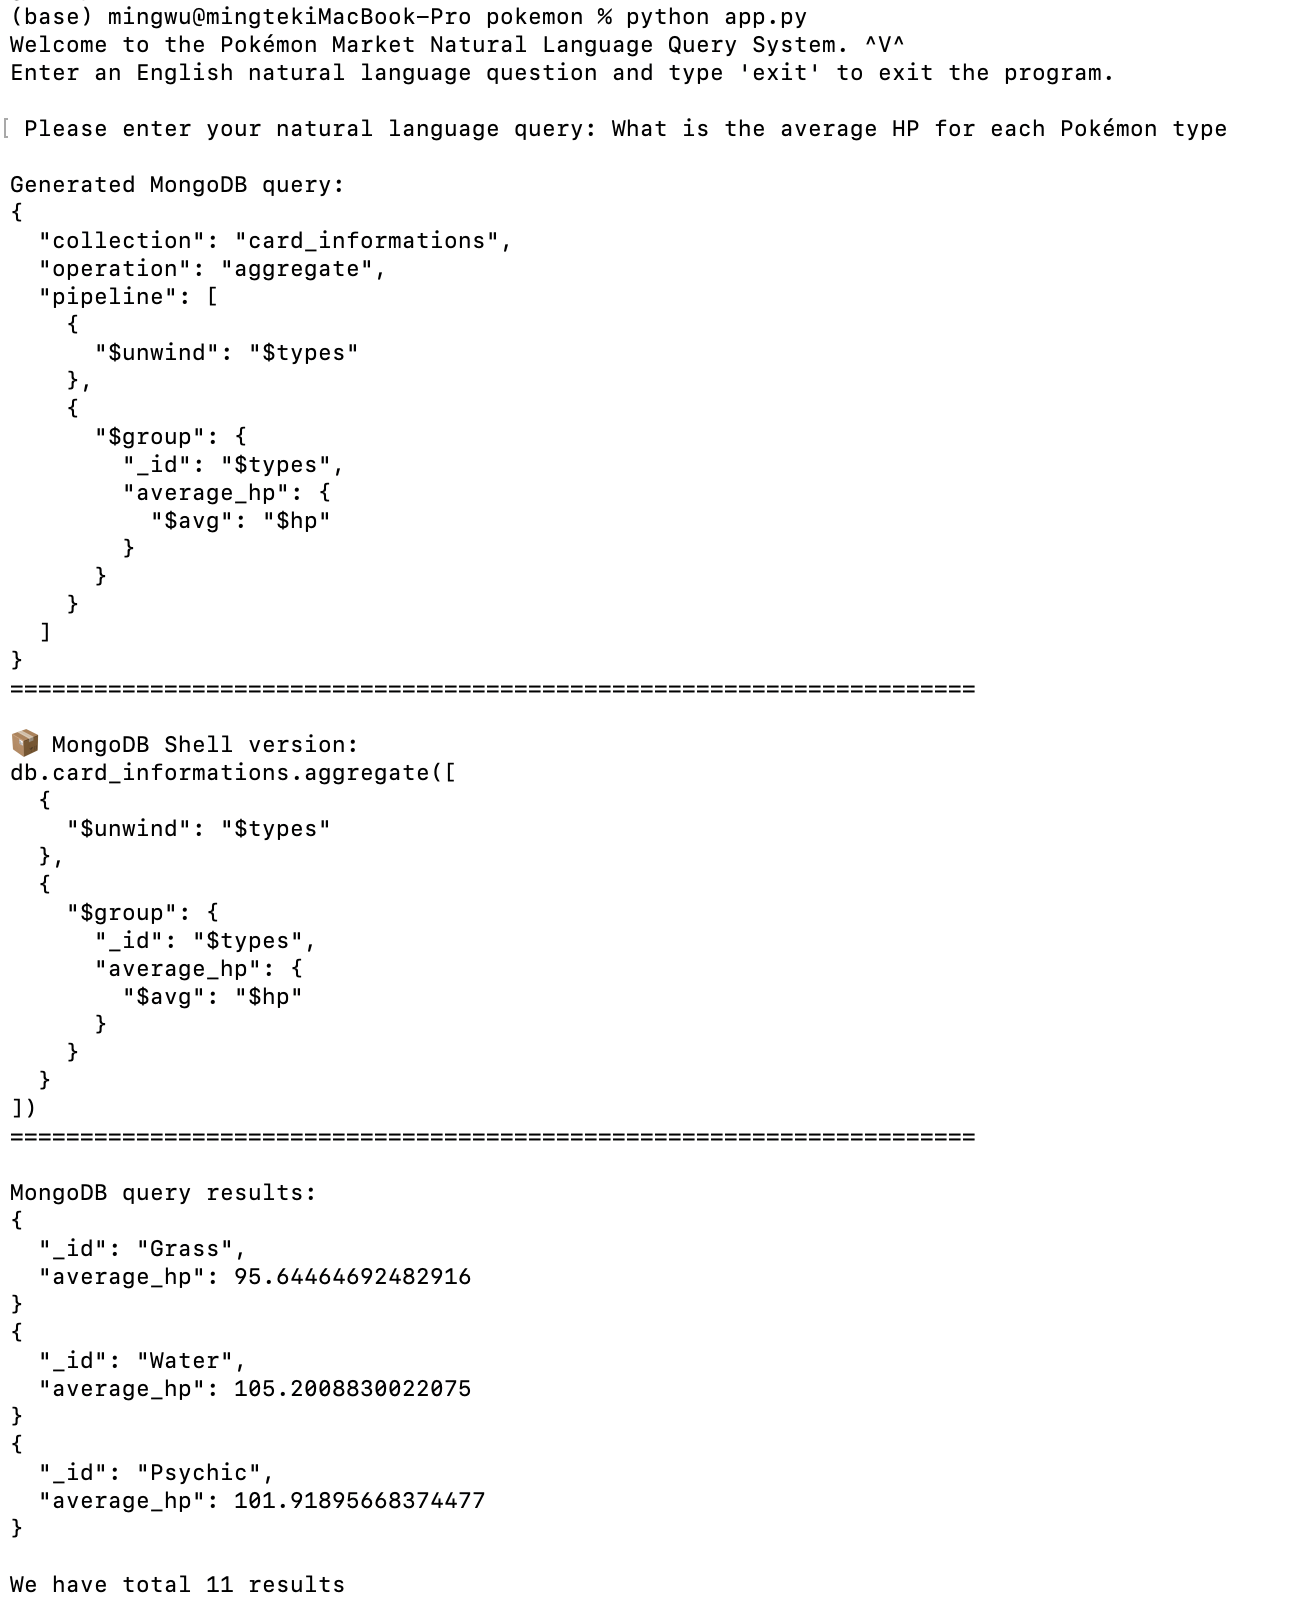 (base) mingwu@mingtekiMacBook-Pro pokemon % python app.py
Welcome to the Pokémon Market Natural Language Query System. ^V^
Enter an English natural language question and type 'exit' to exit the program.
[ Please enter your natural language query: What is the average HP for each Pokémon type
Generated MongoDB query:
{
  "collection": "card_informations",
  "operation": "aggregate",
  "pipeline": [
    {
      "$unwind": "$types"
    },
    {
      "$group": {
        "_id": "$types",
        "average_hp": {
          "$avg": "$hp"
        }
      }
    }
  ]
}
=====================================================================
📦 MongoDB Shell version:
db.card_informations.aggregate([
  {
    "$unwind": "$types"
  },
  {
    "$group": {
      "_id": "$types",
      "average_hp": {
        "$avg": "$hp"
      }
    }
  }
])
=====================================================================
MongoDB query results:
{
  "_id": "Grass",
  "average_hp": 95.64464692482916
}
{
  "_id": "Water",
  "average_hp": 105.2008830022075
}
{
  "_id": "Psychic",
  "average_hp": 101.91895668374477
}
We have total 11 results